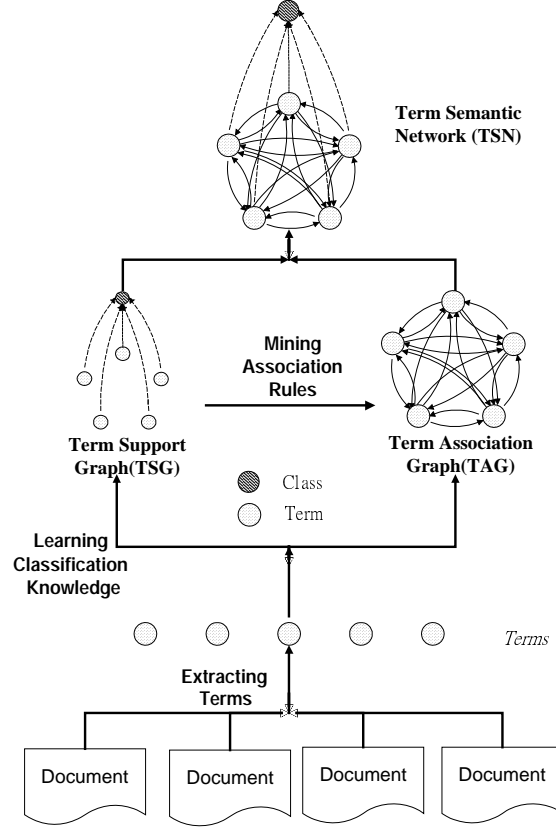 Term Semantic
Network (TSN)
Mining
Association
Rules
Term Support
Graph(TSG)
Term Association
Graph(TAG)
Class
Term
Learning
Classification
Knowledge
Terms
Extracting
Terms
Document
Document
Document
Document